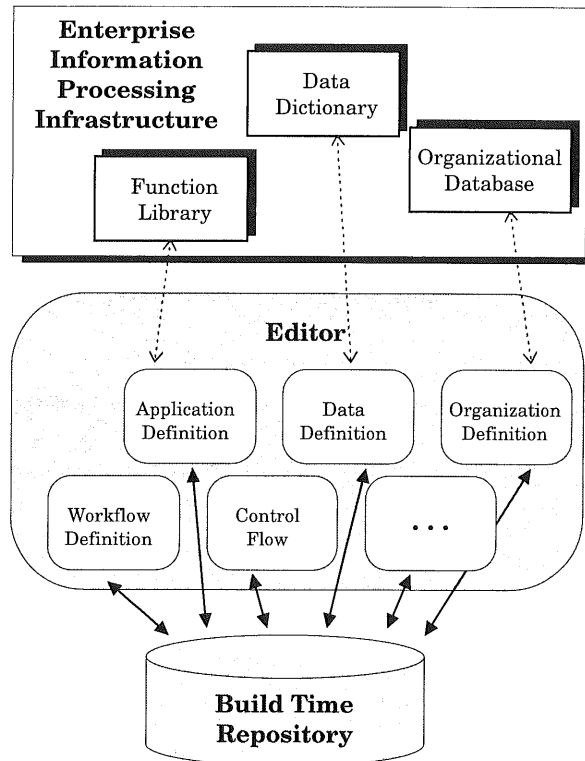 Enterprise
Information
Processing
Infrastructure
Data
Dictionary
Organizational
Database
Function
Library
Editor
Application
Definition
Data
Definition
Organization
Definition
Workflow
Definition
Control
Flow
...
Build Time
Repository